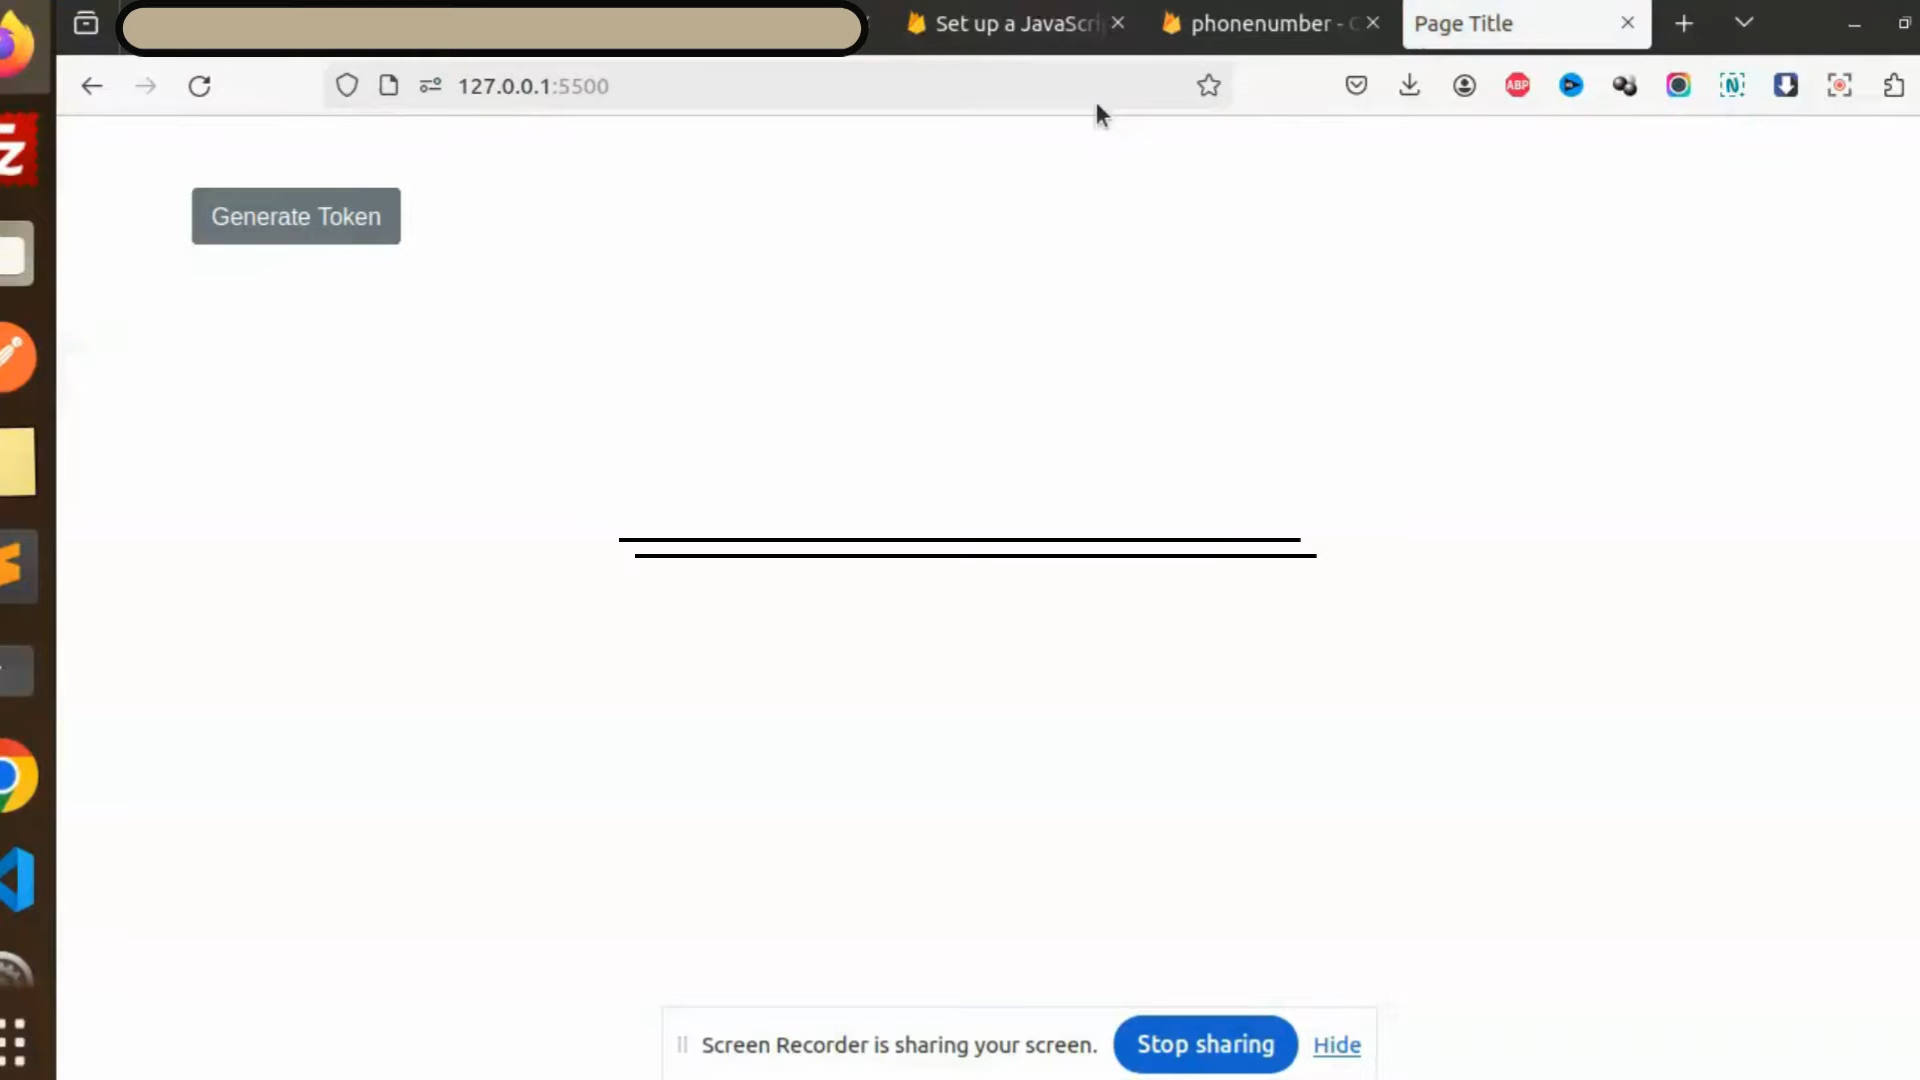 Set up a JavaScri
phonenumber - C
Page Title
127.0.0.1:5500
ABP
N
Z
Generate Token
Screen Recorder is sharing your screen. Stop sharing Hide